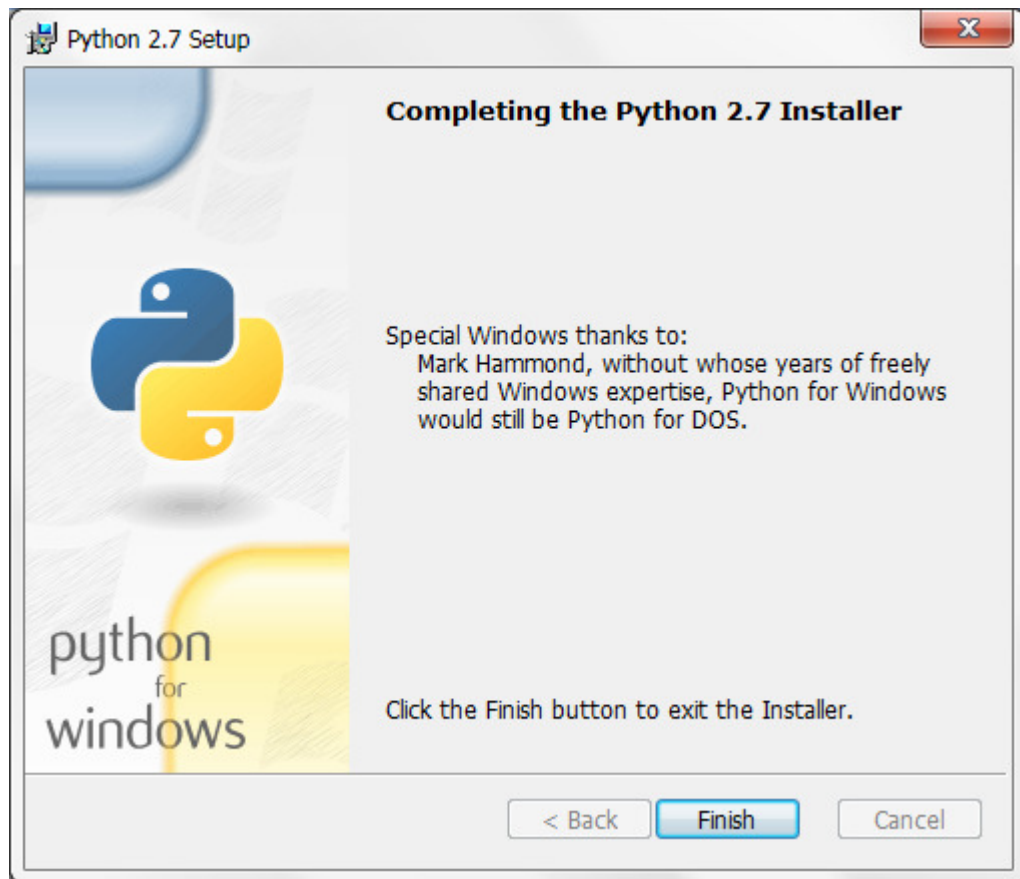 Python 2.7 Setup
Completing the Python 2.7 Installer
Special Windows thanks to:
Mark Hammond, without whose years of freely
shared Windows expertise, Python for Windows
would still be Python for DOS.
python
for
windows
Click the Finish button to exit the Installer.
< Back
Finish
Cancel